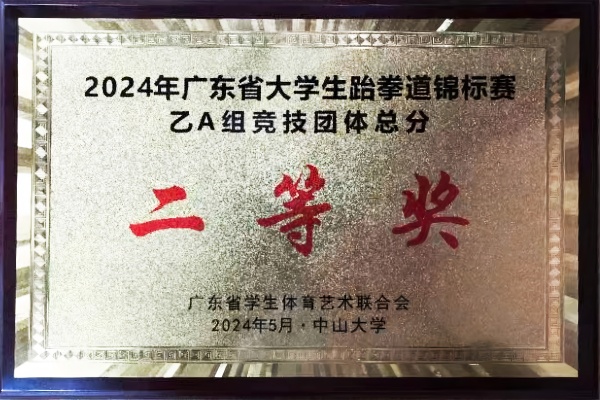 2024年广东省大学生跆拳道锦标赛
乙A组竞技团体总分
二等奖
广东省学生体育艺术联合会
2024年5月·中山大学